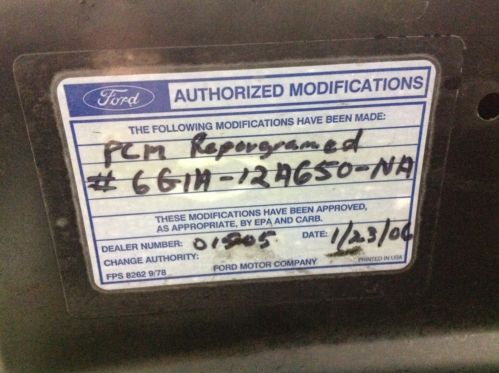 Ford AUTHORIZED MODIFICATIONS
THE FOLLOWING MODIFICATIONS HAVE BEEN MADE:
PCM Reporgramed
# 6G1A-12A650-NA
THESE MODIFICATIONS HAVE BEEN APPROVED,
AS APPROPRIATE, BY EPA AND CARB.
DEALER NUMBER: 01505 DATE: 1/23/06
CHANGE AUTHORITY: FORD MOTOR COMPANY PRINTED IN USA
FPS 8262 9/78